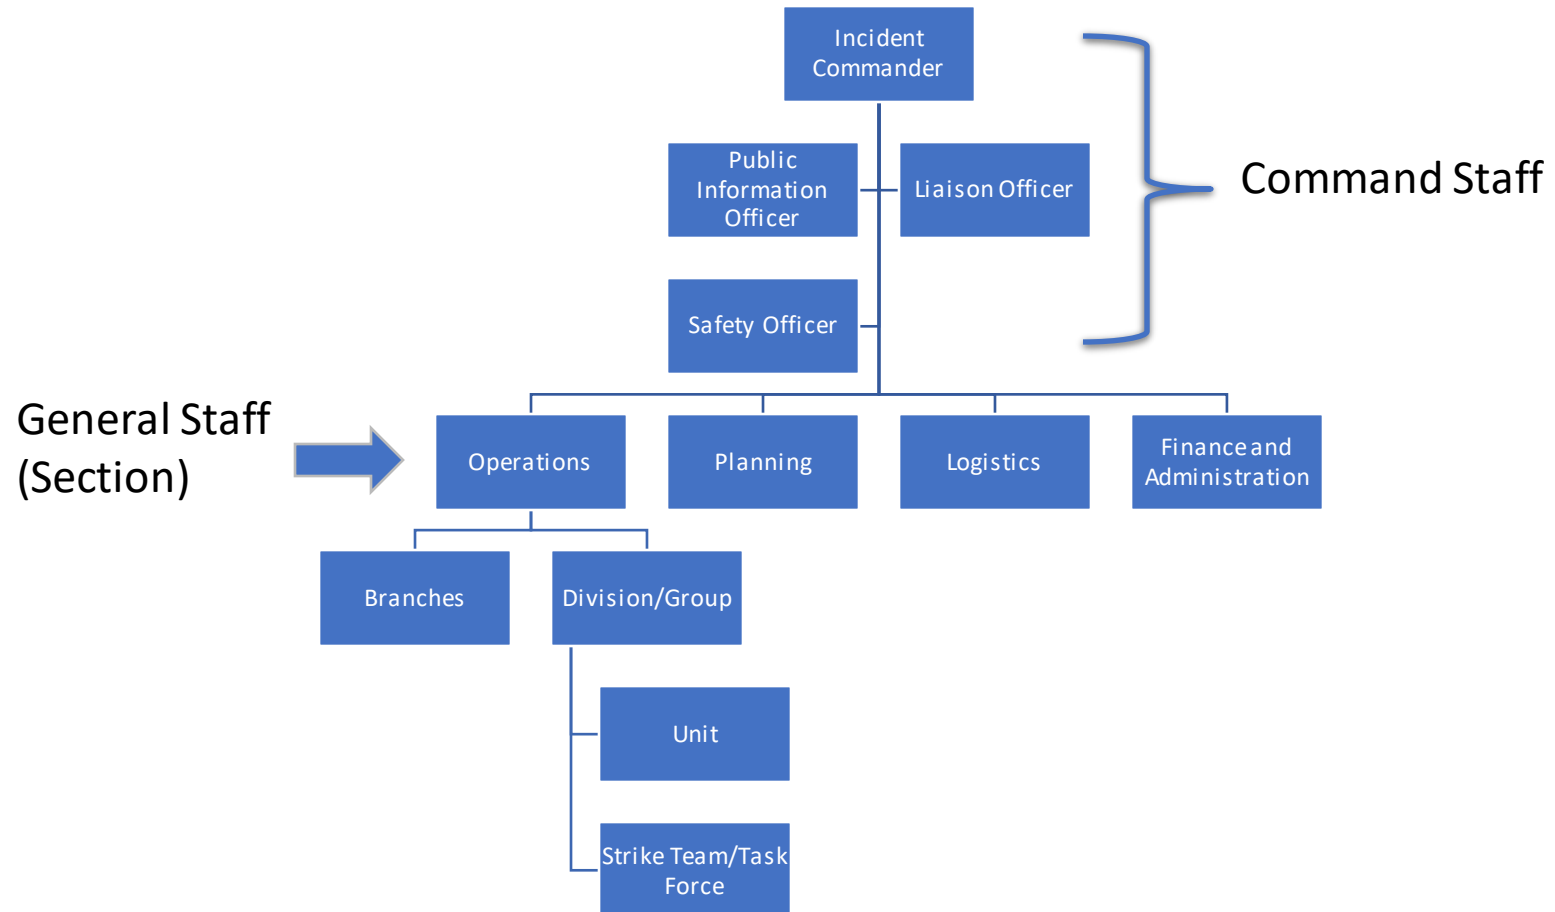 Incident
Commander
Public
Information
Officer
Liaison Officer
Command Staff
Safety Officer
General Staff
(Section)
Operations
Planning
Logistics
Finance and
Administration
Branches
Division/Group
Unit
Strike Team/Task
Force